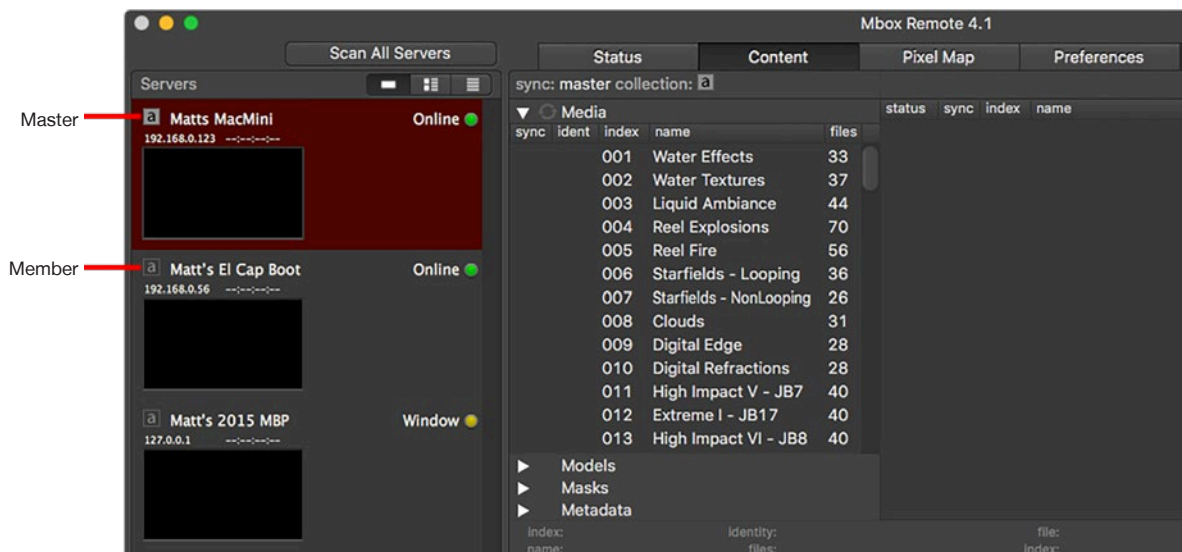 Mbox Remote 4.1
Scan All Servers
Status Content Pixel Map Preferences
Servers
sync: master collection: a
Master
a Matts MacMini Online
192.168.0.123 --:--:--:--
Member
a Matt's El Cap Boot Online
192.168.0.56 --:--:--:--
a Matt's 2015 MBP Window
127.0.0.1 --:--:--:--
Media
sync ident index name files
001 Water Effects 33
002 Water Textures 37
003 Liquid Ambiance 44
004 Reel Explosions 70
005 Reel Fire 56
006 Starfields - Looping 36
007 Starfields - NonLooping 26
008 Clouds 31
009 Digital Edge 28
010 Digital Refractions 28
011 High Impact V - JB7 40
012 Extreme I - JB17 40
013 High Impact VI - JB8 40
Models
Masks
Metadata
status sync index name
index: identity: file:
name: files: index: